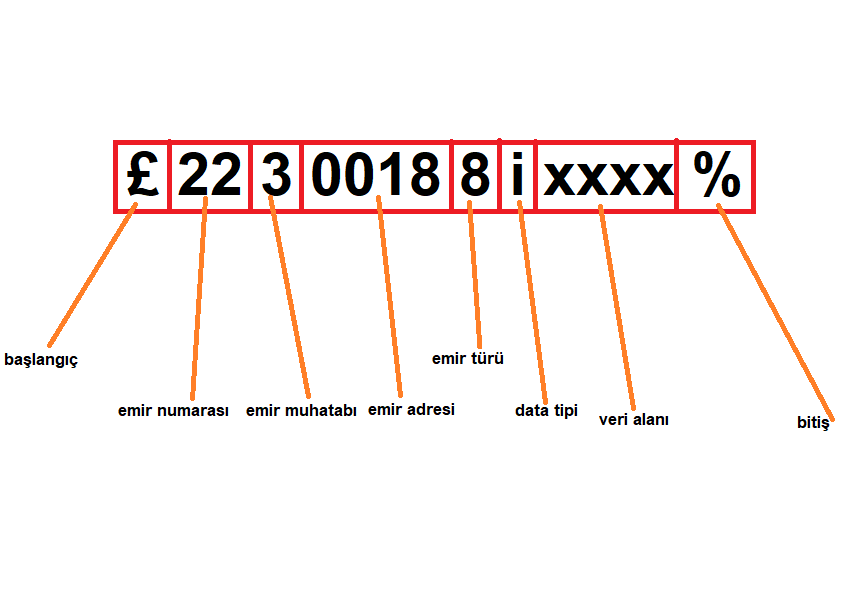 £ 22 3 0018 8 i xxxx %
emir türü
başlangıç
emir numarası emir muhatabı emir adresi data tipi veri alanı bitiş